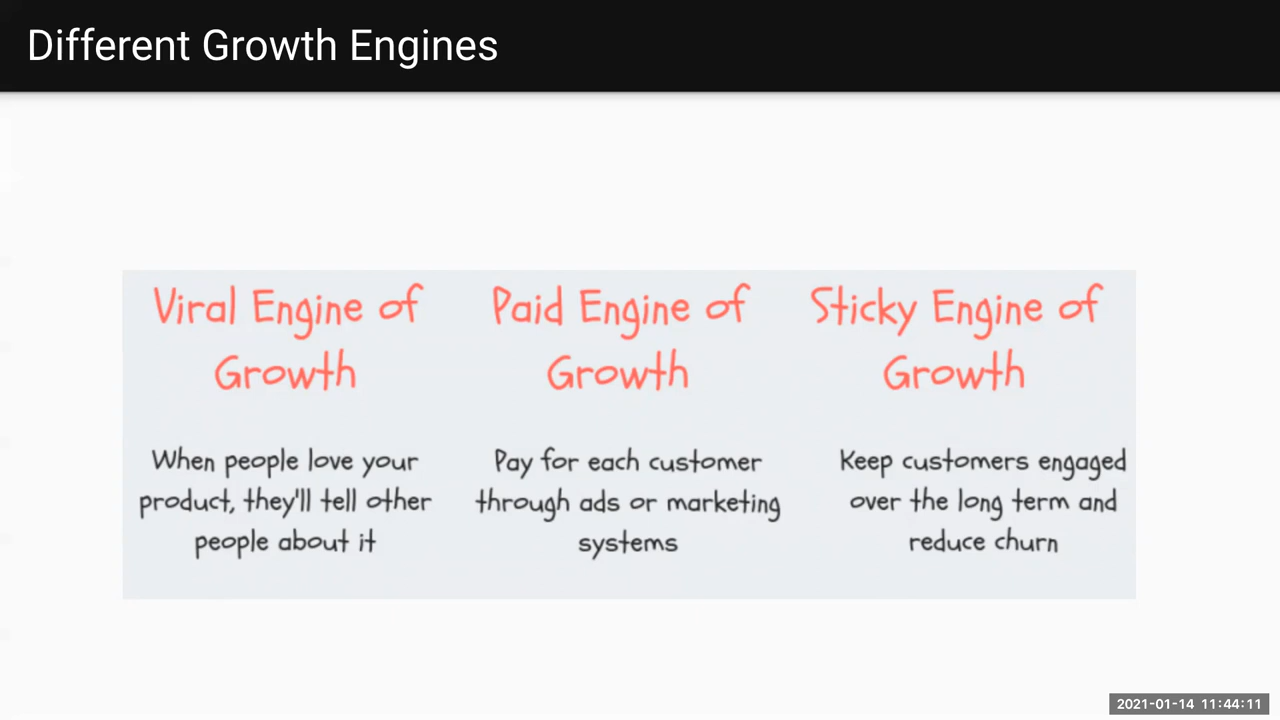 Different Growth Engines
Viral Engine of
Growth
When people love your
product, they'll tell other
people about it
Paid Engine of
Growth
Pay for each customer
through ads or marketing
systems
Sticky Engine of
Growth
Keep customers engaged
over the long term and
reduce churn
2021-01-14 11:44:11